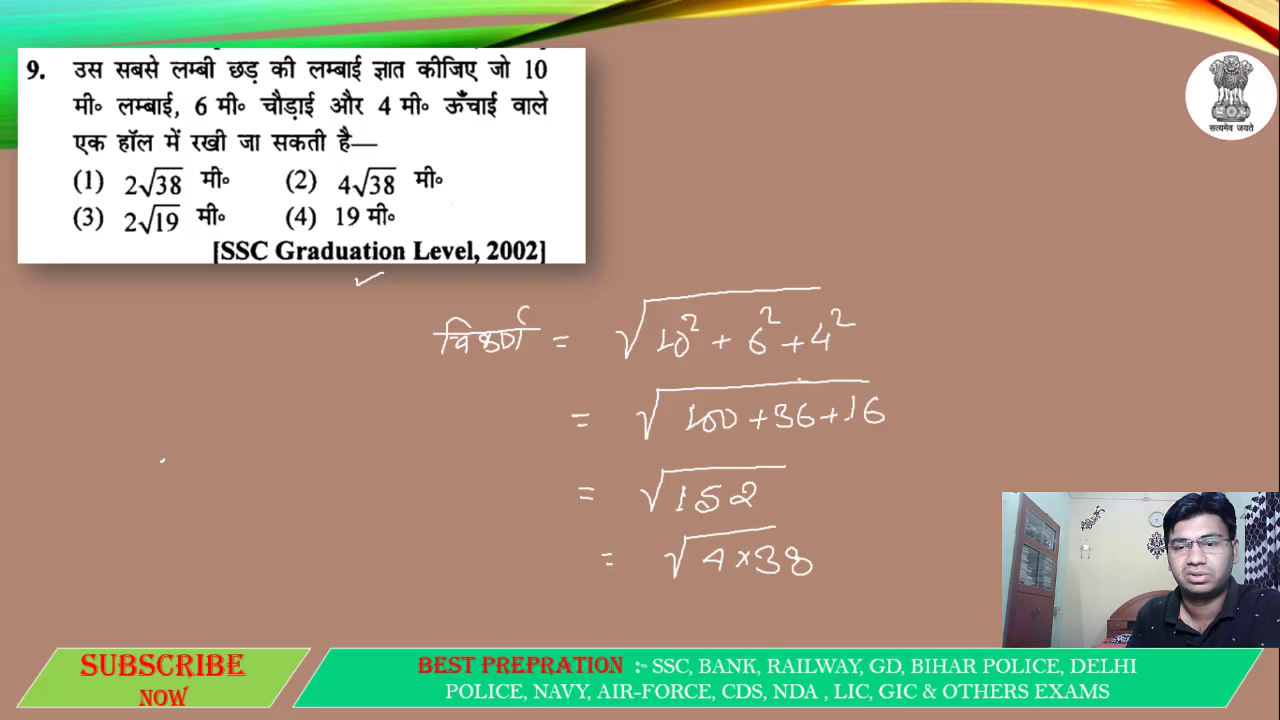 9. उस सबसे लम्बी छड़ की लम्बाई ज्ञात कीजिए जो 10
मी॰ लम्बाई, 6 मी॰ चौड़ाई और 4 मी॰ ऊँचाई वाले
एक हॉल में रखी जा सकती है—
(1) 2√38 मी॰ (2) 4√38 मी॰
(3) 2√19 मी॰ (4) 19 मी॰
[SSC Graduation Level, 2002]
सत्यमेव जयते
विकर्ण = √10² + 6² + 4²
= √100 + 36 + 16
= √152
= √4 × 38
SUBSCRIBE
NOW
BEST PREPRATION :- SSC, BANK, RAILWAY, GD, BIHAR POLICE, DELHI
POLICE, NAVY, AIR-FORCE, CDS, NDA , LIC, GIC & OTHERS EXAMS